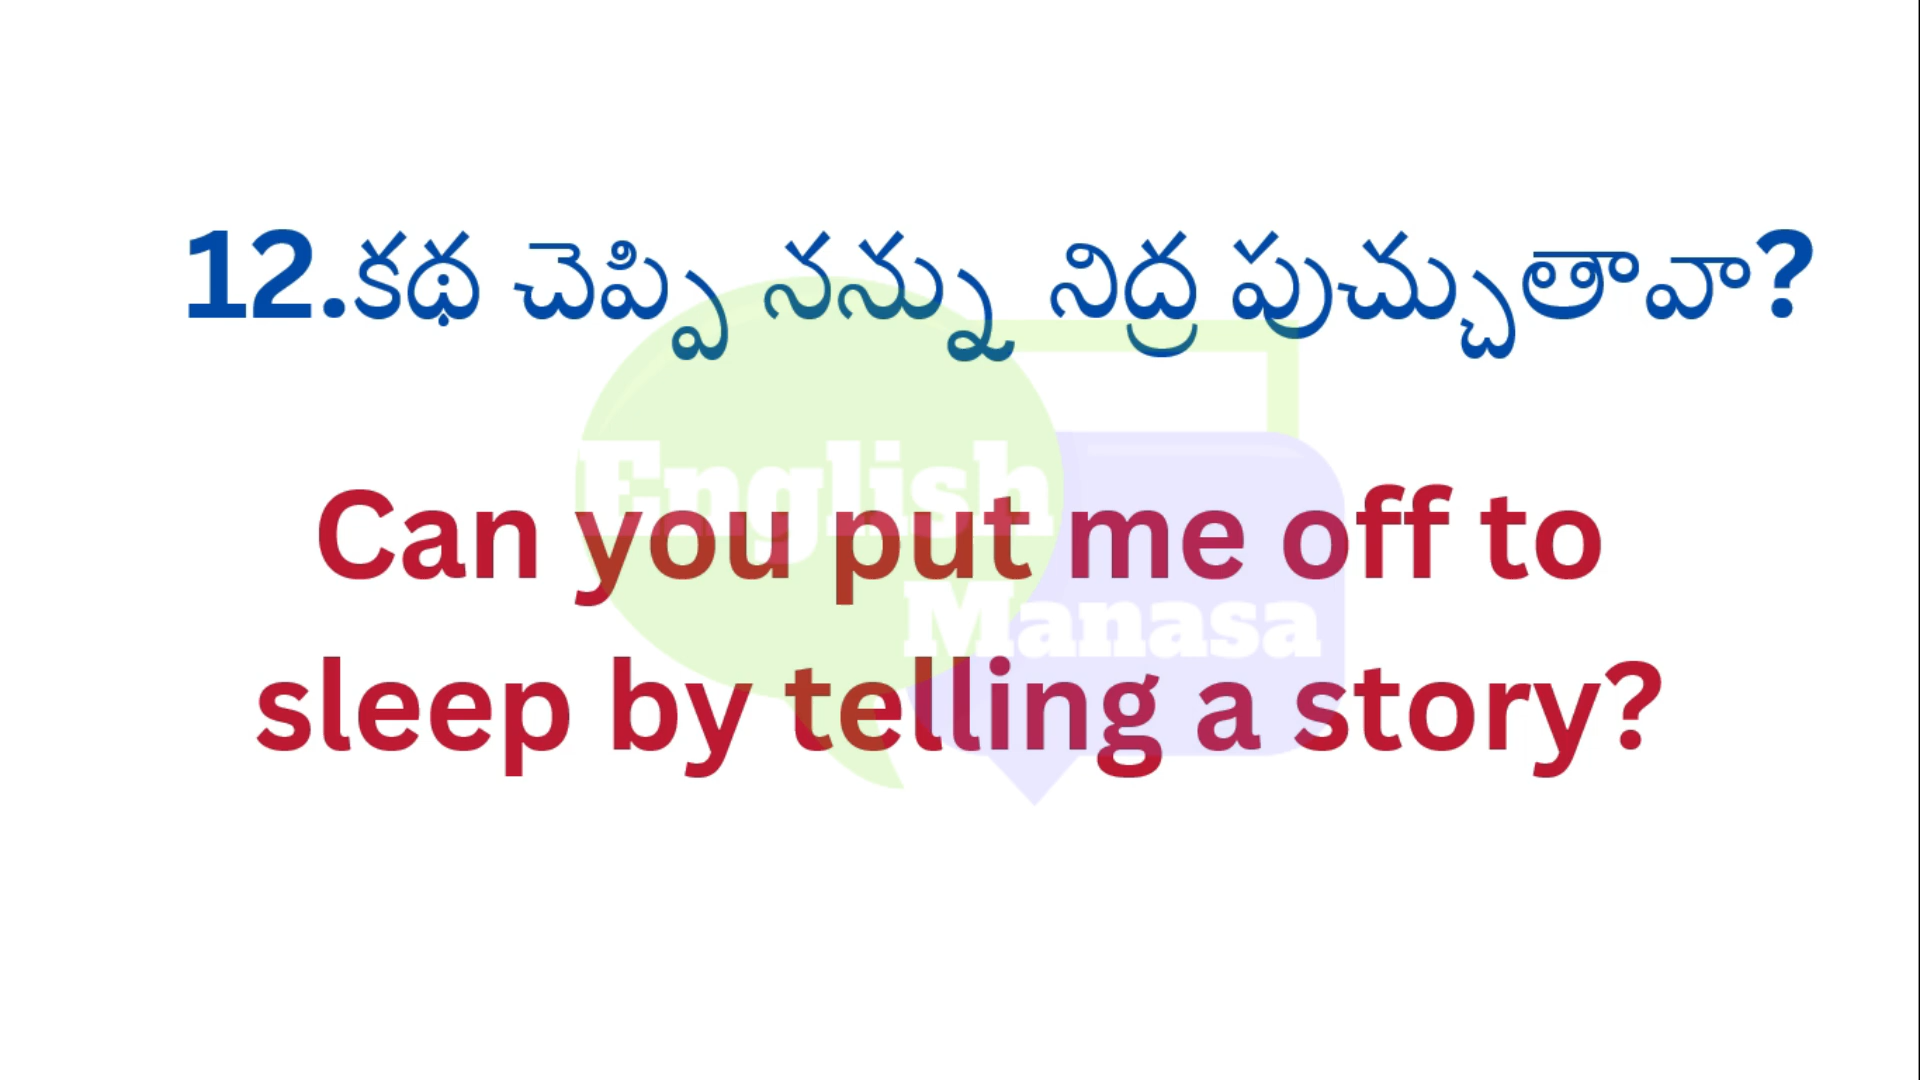 12.కథ చెప్పి నన్ను నిద్ర పుచ్చుతావా?
English
Can you put me off to
Manasa
sleep by telling a story?